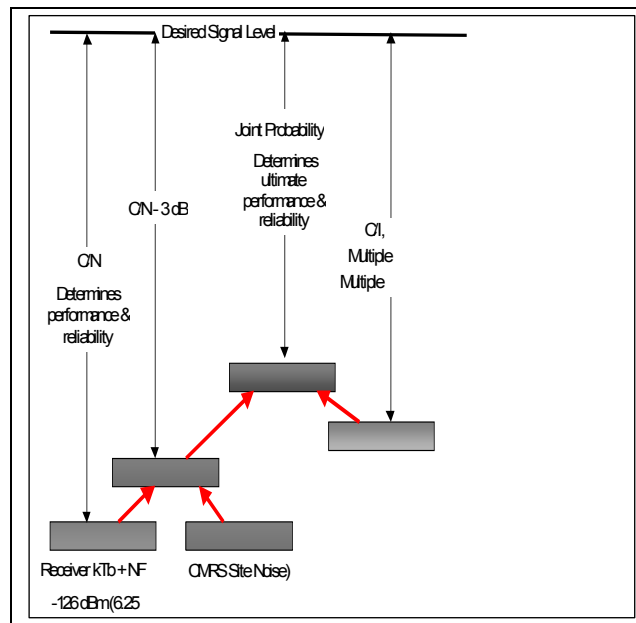 Desired Signal Level
Joint Probability
Determines
ultimate
performance &
reliability
C/N - 3 dB
C/I,
Multiple
Multiple
C/N
Determines
performance &
reliability
Receiver kTb + NF
CMRS Site Noise)
-126 dBm (6.25